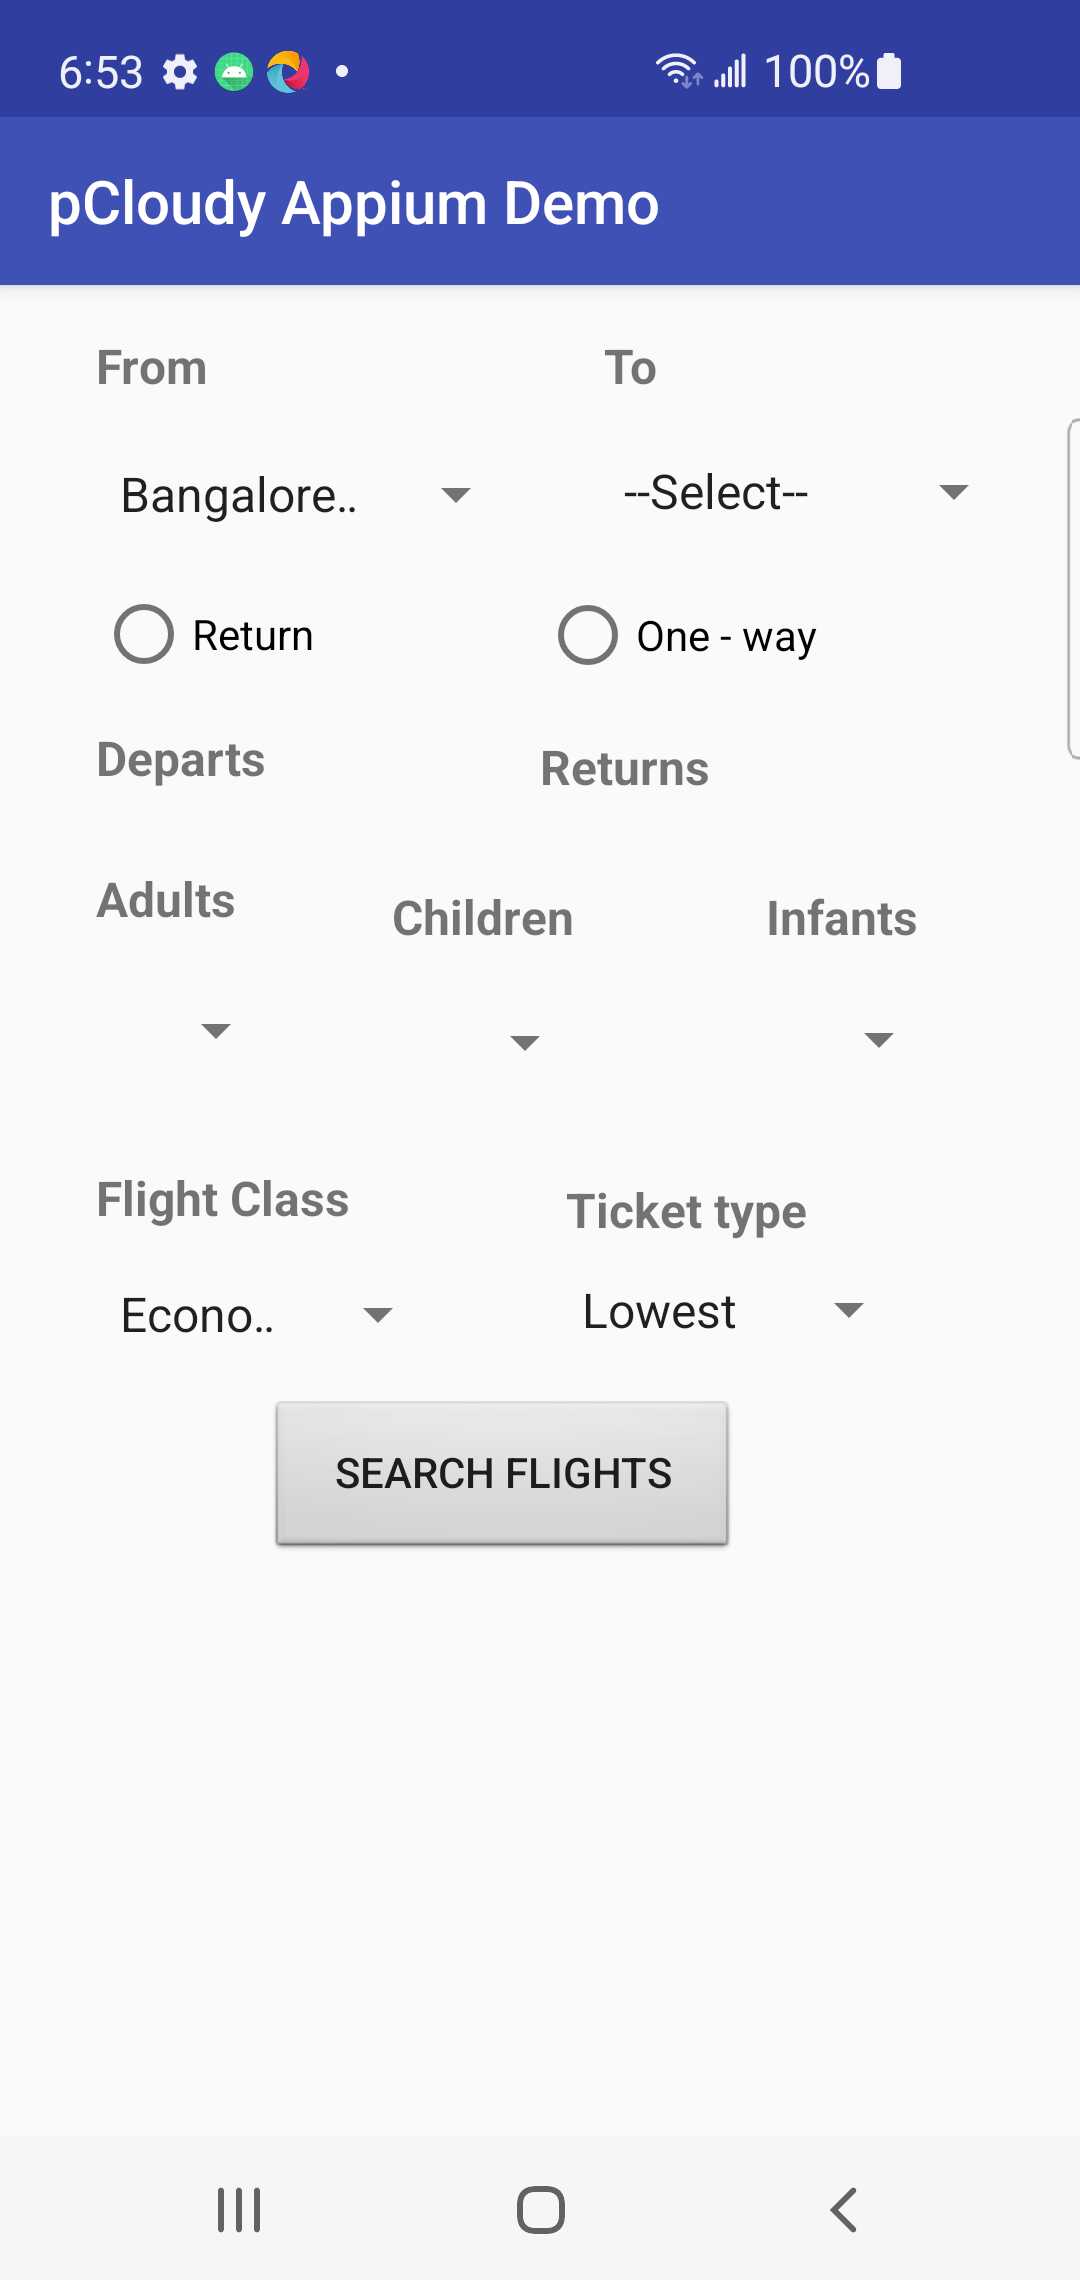 6:53 100%
pCloudy Appium Demo
From To
Bangalore.. --Select--
Return One - way
Departs Returns
Adults Children Infants
Flight Class Ticket type
Econo.. Lowest
SEARCH FLIGHTS